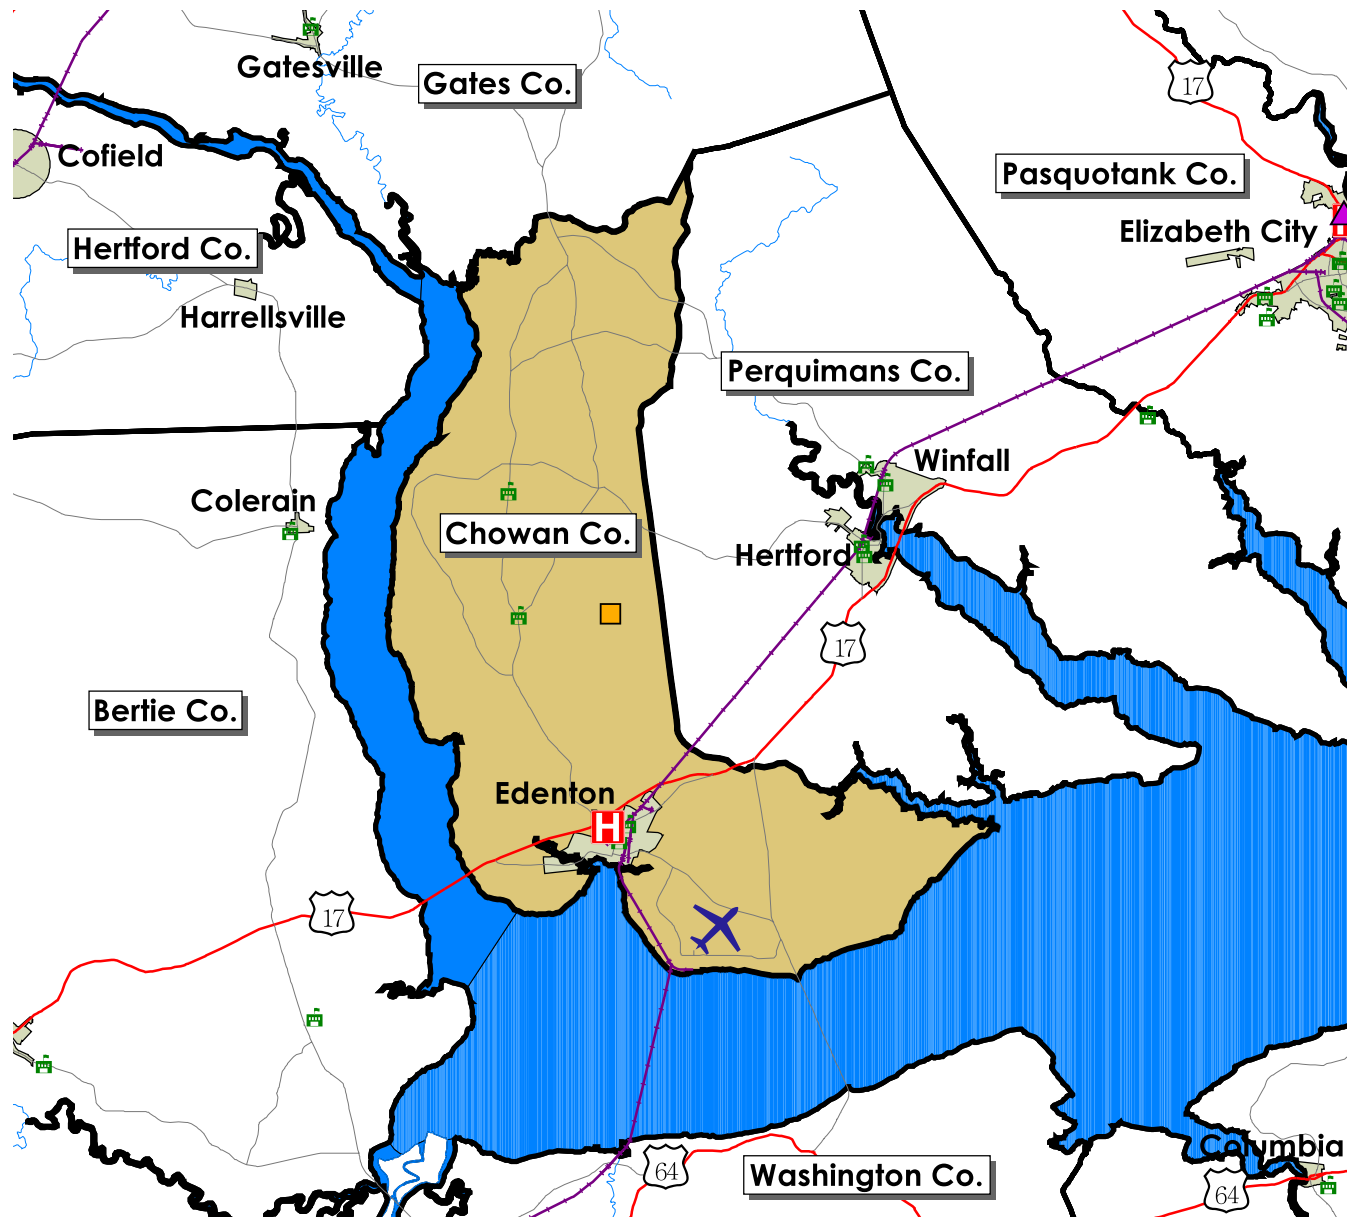 Gatesville
Gates Co.
17
Cofield
Pasquotank Co.
Elizabeth City
Hertford Co.
Harrellsville
Perquimans Co.
Winfall
Colerain
Chowan Co.
Hertford
17
Bertie Co.
Edenton
H
17
Columbia
64
Washington Co.
64